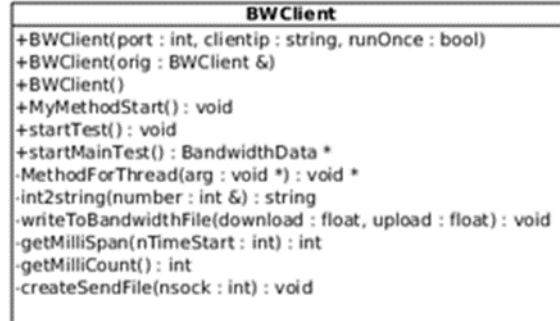 BWClient
+BWClient(port : int, clientip : string, runOnce : bool)
+BWClient(orig : BWClient &)
+BWClient()
+MyMethodStart() : void
+startTest() : void
+startMainTest() : BandwidthData *
-MethodForThread(arg : void *) : void *
-int2string(number : int &) : string
-writeToBandwidthFile(download : float, upload : float) : void
-getMilliSpan(nTimeStart : int) : int
-getMilliCount() : int
-createSendFile(nsock : int) : void